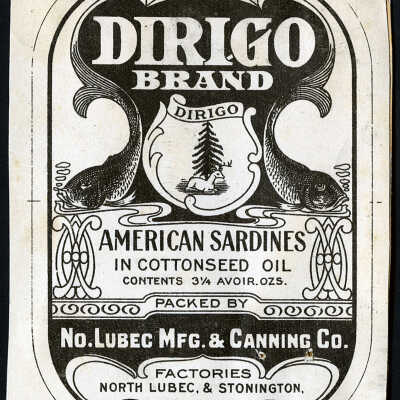 DIRIGO
BRAND
DIRIGO
AMERICAN SARDINES
IN COTTONSEED OIL
CONTENTS 3¼ AVOIR. OZS.
PACKED BY
NO. LUBEC MFG. & CANNING CO.
FACTORIES
NORTH LUBEC, & STONINGTON,